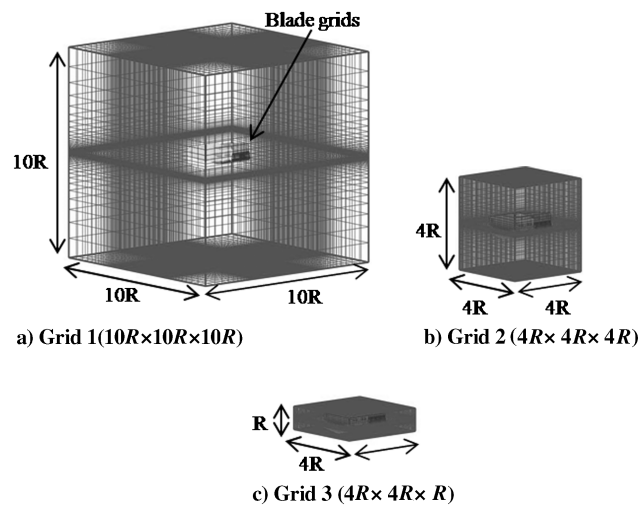 Blade grids
10R
10R
10R
a) Grid 1(10R×10R×10R)
4R
4R
4R
b) Grid 2 (4R× 4R× 4R)
R
4R
c) Grid 3 (4R× 4R× R)